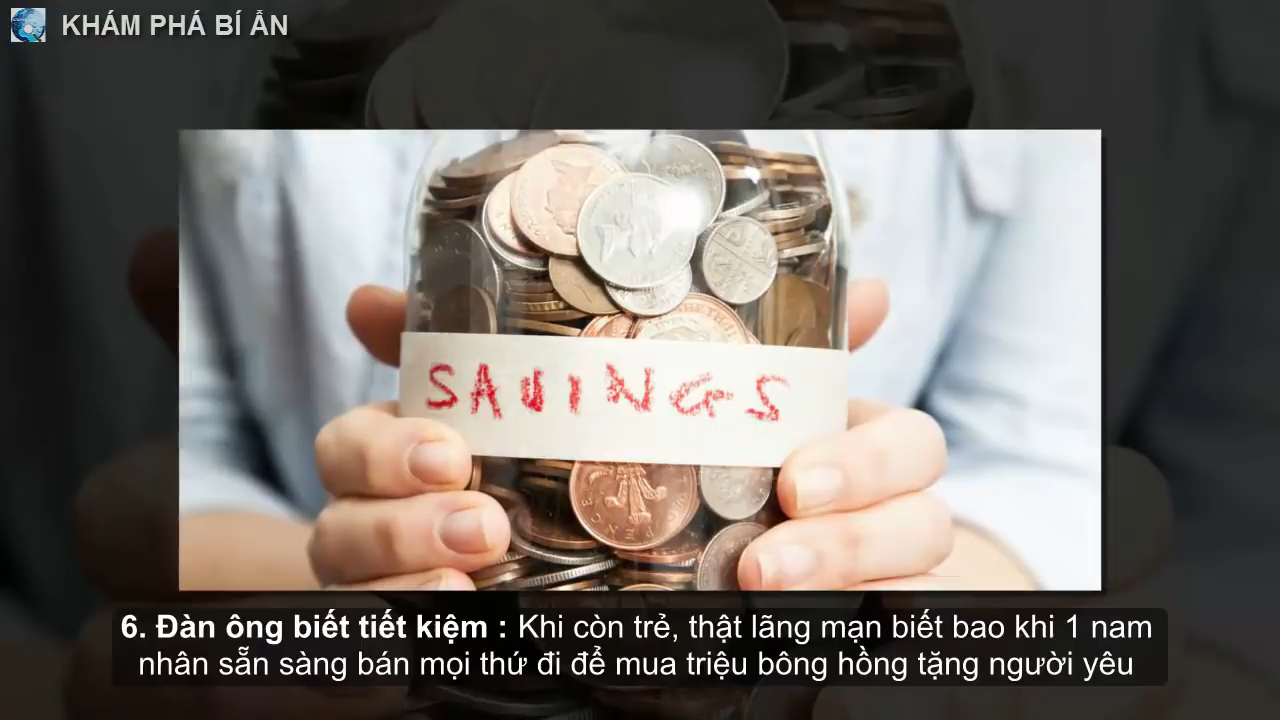 KHÁM PHÁ BÍ ẨN
SAVINGS
PENCE
6. Đàn ông biết tiết kiệm : Khi còn trẻ, thật lãng mạn biết bao khi 1 nam
nhân sẵn sàng bán mọi thứ đi để mua triệu bông hồng tặng người yêu